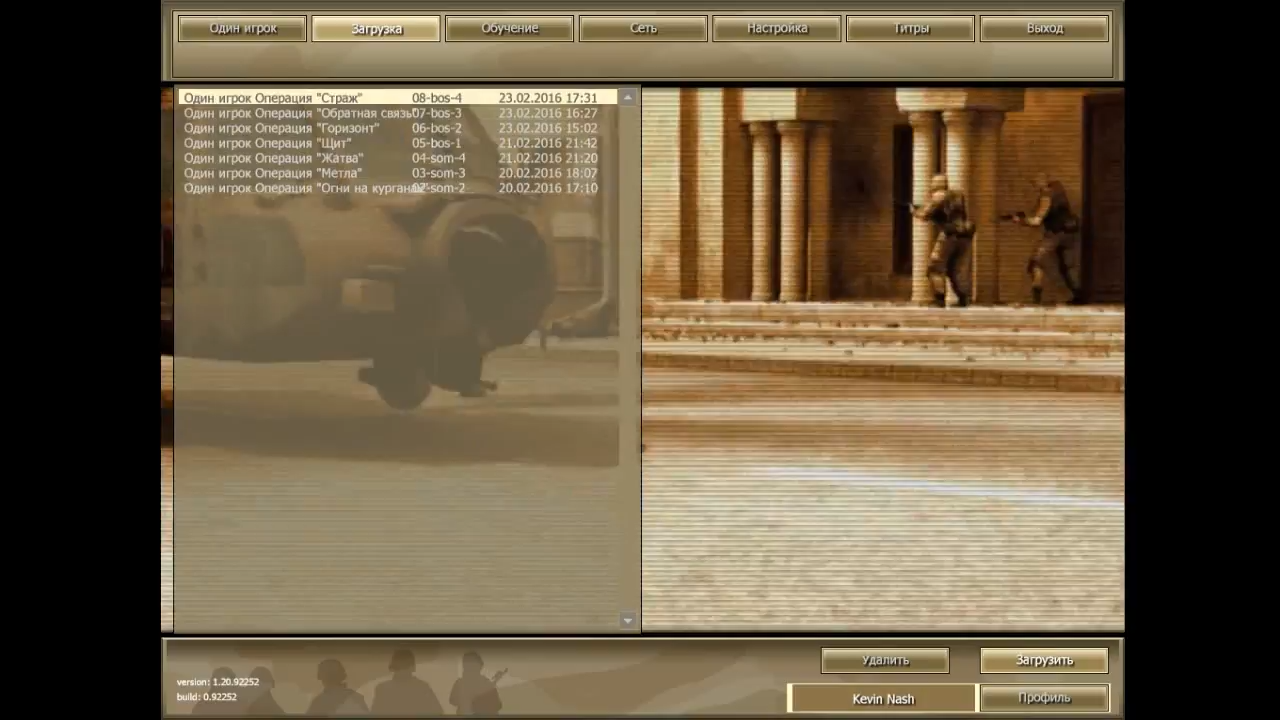 Один игрок Загрузка Обучение Сеть Настройка Титры Выход
Один игрок Операция "Страж" 08-bos-4 23.02.2016 17:31
Один игрок Операция "Обратная связь" 07-bos-3 23.02.2016 16:27
Один игрок Операция "Горизонт" 06-bos-2 23.02.2016 15:02
Один игрок Операция "Щит" 05-bos-1 21.02.2016 21:42
Один игрок Операция "Жатва" 04-som-4 21.02.2016 21:20
Один игрок Операция "Метла" 03-som-3 20.02.2016 18:07
Один игрок Операция "Огни на курганах" 02-som-2 20.02.2016 17:10
Удалить Загрузить
version: 1.20.92252
build: 0.92252
Kevin Nash Профиль